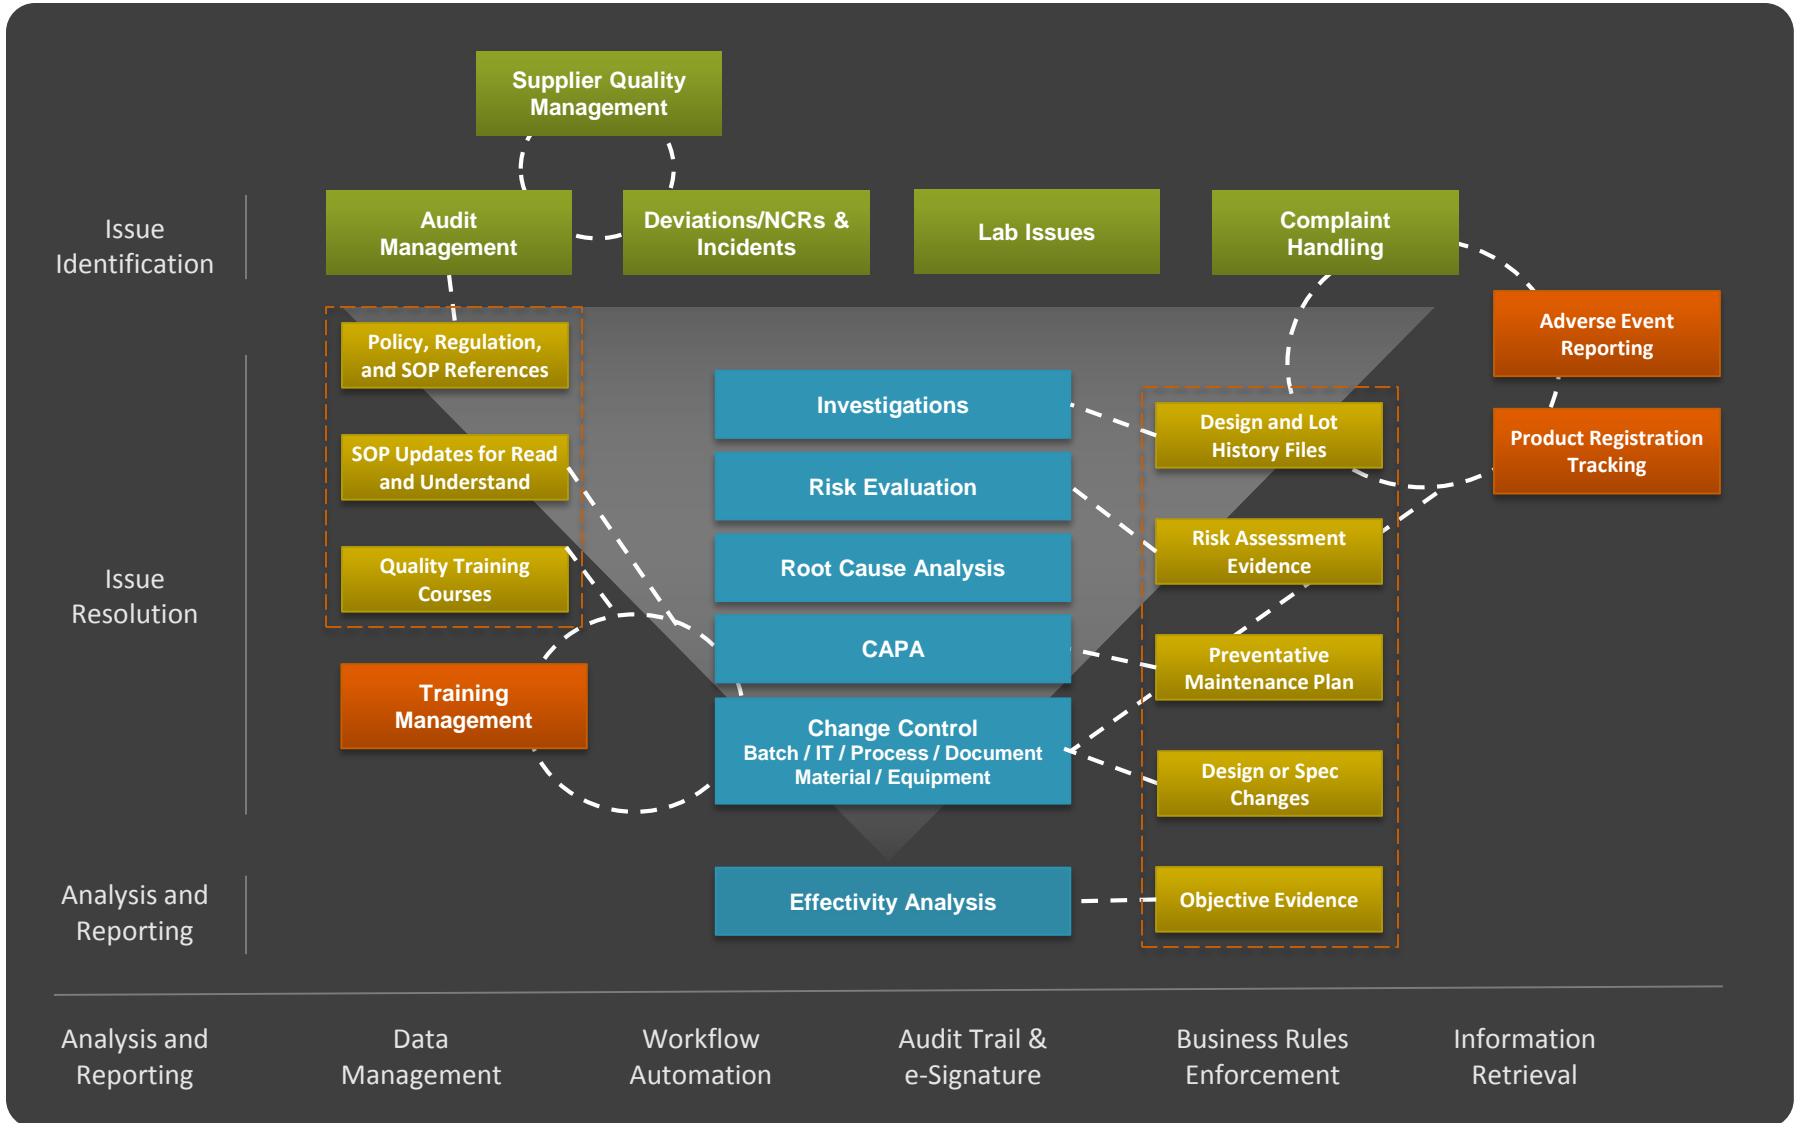 Supplier Quality
Management
Issue
Identification
Audit
Management
Deviations/NCRs &
Incidents
Lab Issues
Complaint
Handling
Adverse Event
Reporting
Product Registration
Tracking
Issue
Resolution
Policy, Regulation,
and SOP References
SOP Updates for Read
and Understand
Quality Training
Courses
Training
Management
Investigations
Risk Evaluation
Root Cause Analysis
CAPA
Change Control
Batch / IT / Process / Document
Material / Equipment
Design and Lot
History Files
Risk Assessment
Evidence
Preventative
Maintenance Plan
Design or Spec
Changes
Analysis and
Reporting
Effectivity Analysis
Objective Evidence
Analysis and
Reporting
Data
Management
Workflow
Automation
Audit Trail &
e-Signature
Business Rules
Enforcement
Information
Retrieval